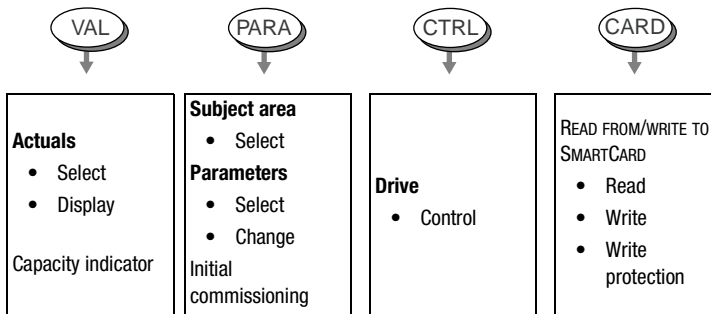 VAL
PARA
CTRL
CARD
Actuals
• Select
• Display
Capacity indicator
Subject area
• Select
Parameters
• Select
• Change
Initial
commissioning
Drive
• Control
READ FROM/WRITE TO
SMARTCARD
• Read
• Write
• Write
protection